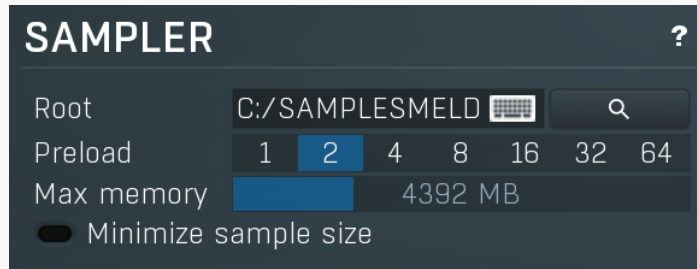 SAMPLER ?
Root C:/SAMPLESMELD
Preload 1 2 4 8 16 32 64
Max memory 4392 MB
Minimize sample size